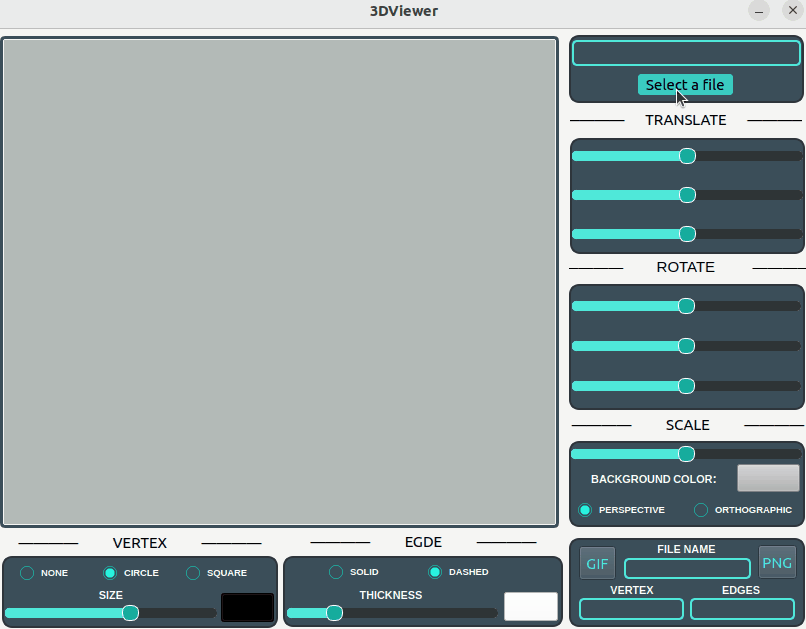 3DViewer
Select a file
TRANSLATE
ROTATE
SCALE
BACKGROUND COLOR:
PERSPECTIVE ORTHOGRAPHIC
VERTEX
NONE CIRCLE SQUARE
SIZE
EGDE
SOLID DASHED
THICKNESS
FILE NAME
GIF PNG
VERTEX EDGES